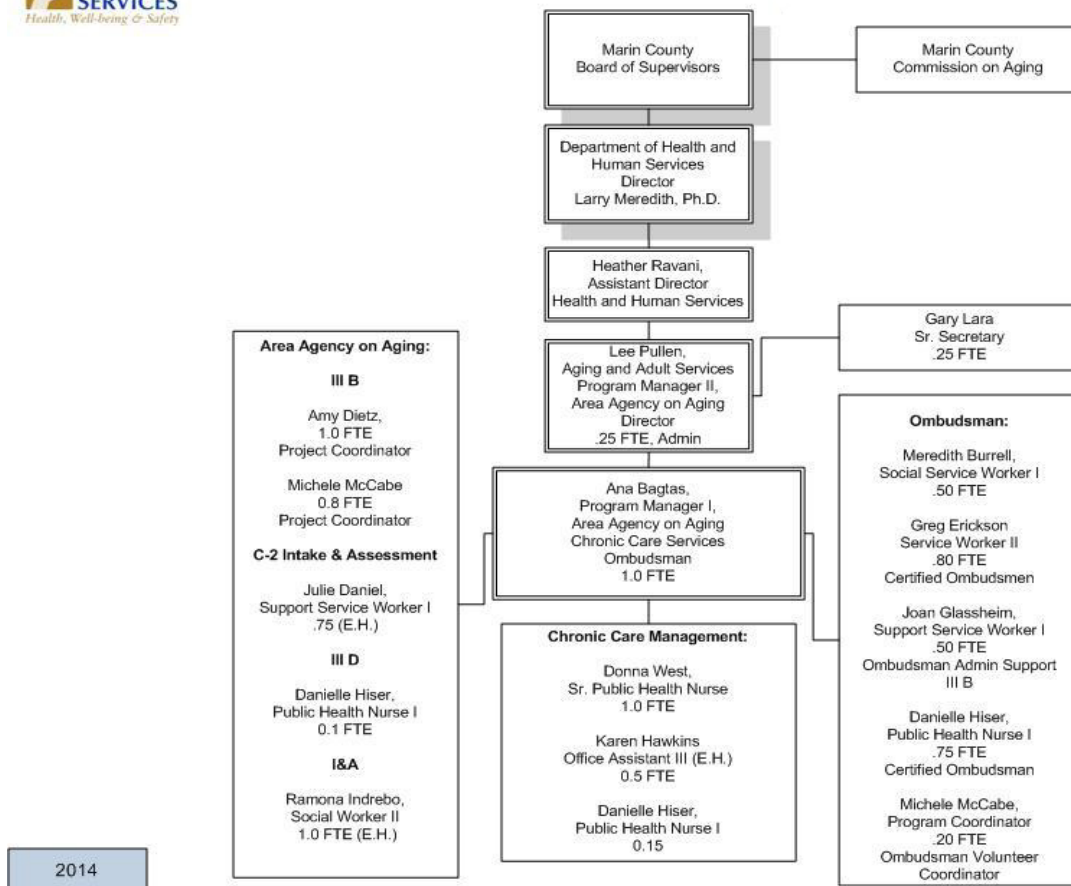 SERVICES
Health, Well-being & Safety
Marin County
Board of Supervisors
Marin County
Commission on Aging
Department of Health and
Human Services
Director
Larry Meredith, Ph.D.
Heather Ravani,
Assistant Director
Health and Human Services
Gary Lara
Sr. Secretary
.25 FTE
Lee Pullen,
Aging and Adult Services
Program Manager II,
Area Agency on Aging
Director
.25 FTE, Admin
Ana Bagtas,
Program Manager I,
Area Agency on Aging
Chronic Care Services
Ombudsman
1.0 FTE
Area Agency on Aging:
III B
Amy Dietz,
1.0 FTE
Project Coordinator
Michele McCabe
0.8 FTE
Project Coordinator
C-2 Intake & Assessment
Julie Daniel,
Support Service Worker I
.75 (E.H.)
III D
Danielle Hiser,
Public Health Nurse I
0.1 FTE
I&A
Ramona Indrebo,
Social Worker II
1.0 FTE (E.H.)
Chronic Care Management:
Donna West,
Sr. Public Health Nurse
1.0 FTE
Karen Hawkins
Office Assistant III (E.H.)
0.5 FTE
Danielle Hiser,
Public Health Nurse I
0.15
Ombudsman:
Meredith Burrell,
Social Service Worker I
.50 FTE
Greg Erickson
Service Worker II
.80 FTE
Certified Ombudsmen
Joan Glassheim,
Support Service Worker I
.50 FTE
Ombudsman Admin Support
III B
Danielle Hiser,
Public Health Nurse I
.75 FTE
Certified Ombudsman
Michele McCabe,
Program Coordinator
.20 FTE
Ombudsman Volunteer
Coordinator
2014